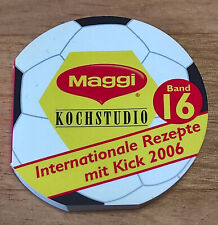 Maggi
®
KOCHSTUDIO
Band
16
Internationale Rezepte
mit Kick 2006